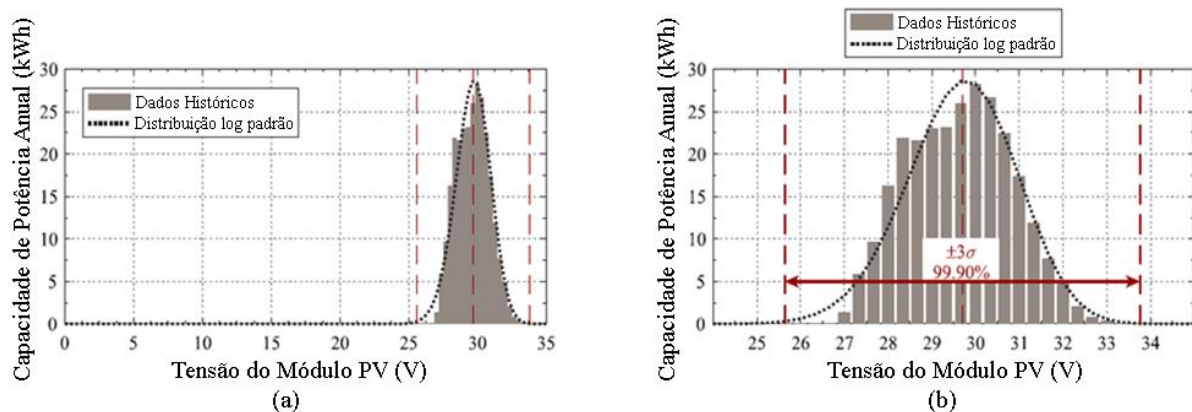 Capacidade de Potência Anual (kWh)
30
25
20
15
10
5
0
Dados Históricos
Distribuição log padrão
0 5 10 15 20 25 30 35
Tensão do Módulo PV (V)
(a)
Dados Históricos
Distribuição log padrão
Capacidade de Potência Anual (kWh)
30
25
20
15
10
5
0
±3σ
99.90%
25 26 27 28 29 30 31 32 33 34
Tensão do Módulo PV (V)
(b)